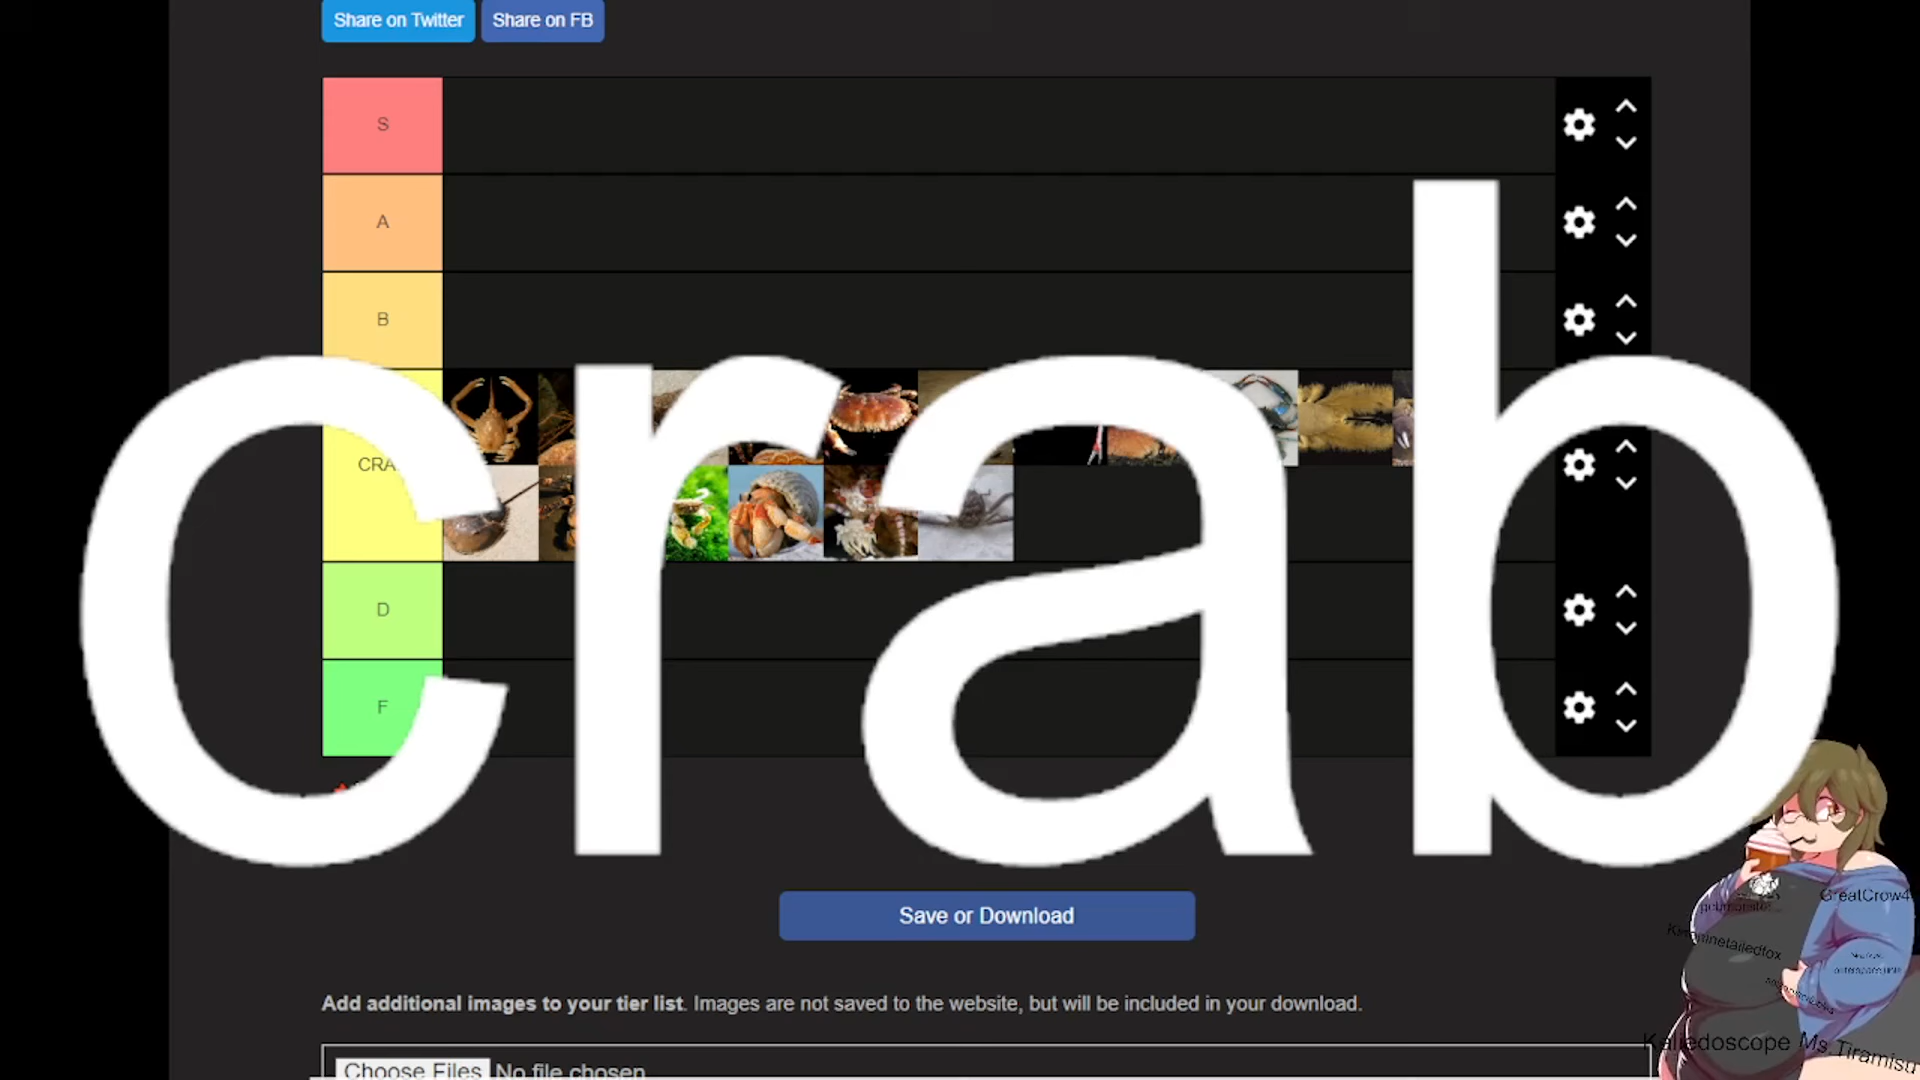 Share on Twitter Share on FB
S
A
B
CRA
D
F
crab
Save or Download
GreatCrow4
Add additional images to your tier list. Images are not saved to the website, but will be included in your download.
Kaliedoscope Ms.Tiramisu
Choose Files No file chosen